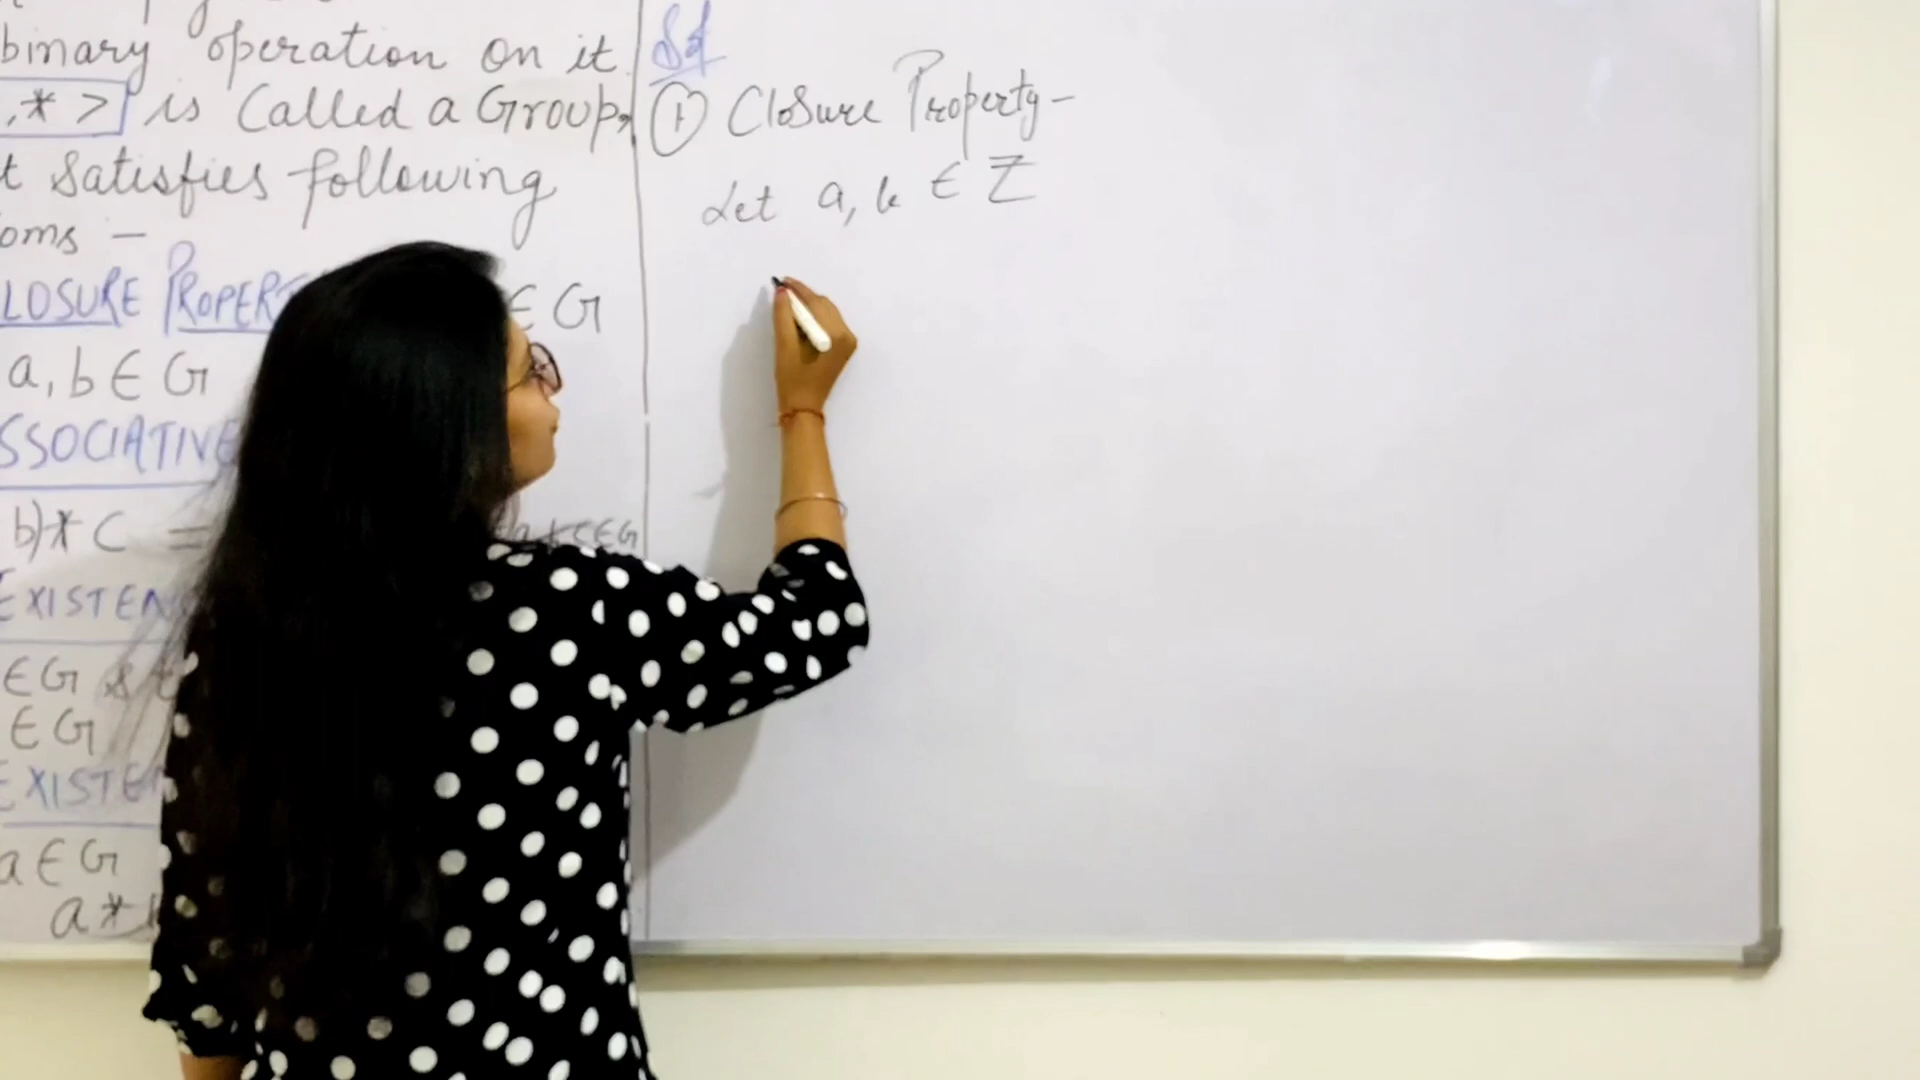 binary operation on it
,* > is Called a Group,
t Satisfies following
oms -
LOSURE PROPERT
∈ G
a, b ∈ G
SSOCIATIVE
b)* C =
EXISTEN
∈G s t
∈ G
EXISTE
a ∈ G
a *
Sol
① Closure Property -
Let a, b ∈ Z